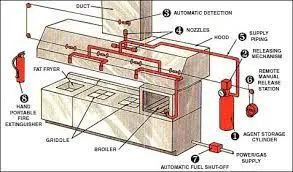 DUCT
3 AUTOMATIC DETECTION
4 NOZZLES
HOOD
5 SUPPLY
PIPING
2 RELEASING
MECHANISM
6 REMOTE
MANUAL
RELEASE
STATION
FAT FRYER
8
HAND
PORTABLE
FIRE
EXTINGUISHER
GRIDDLE
BROILER
1
AGENT STORAGE
CYLINDER
7
POWER/GAS
SUPPLY
AUTOMATIC FUEL SHUT-OFF